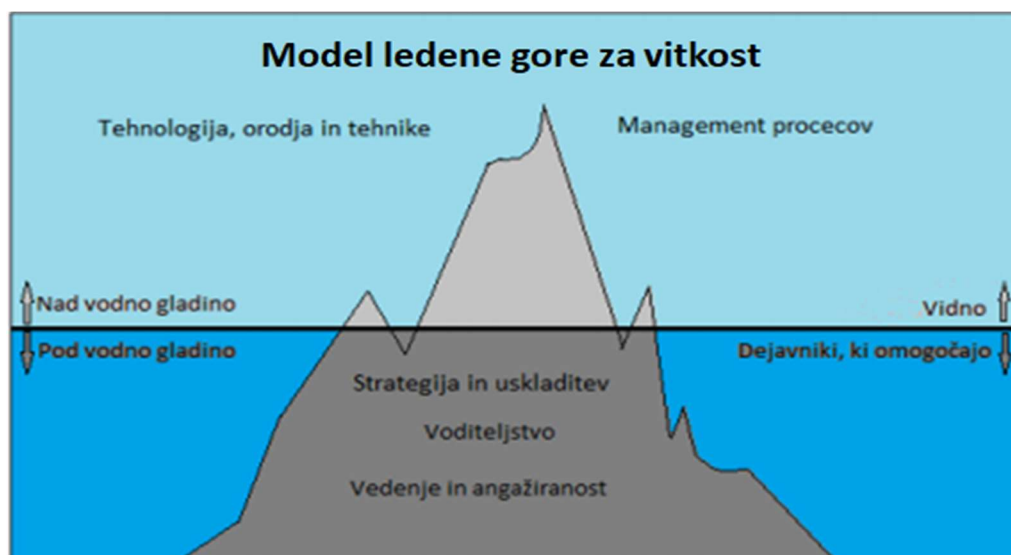 Model ledene gore za vitkost
Tehnologija, orodja in tehnike
Management procecov
Nad vodno gladino
Vidno
Pod vodno gladino
Dejavniki, ki omogočajo
Strategija in uskladitev
Voditeljstvo
Vedenje in angažiranost